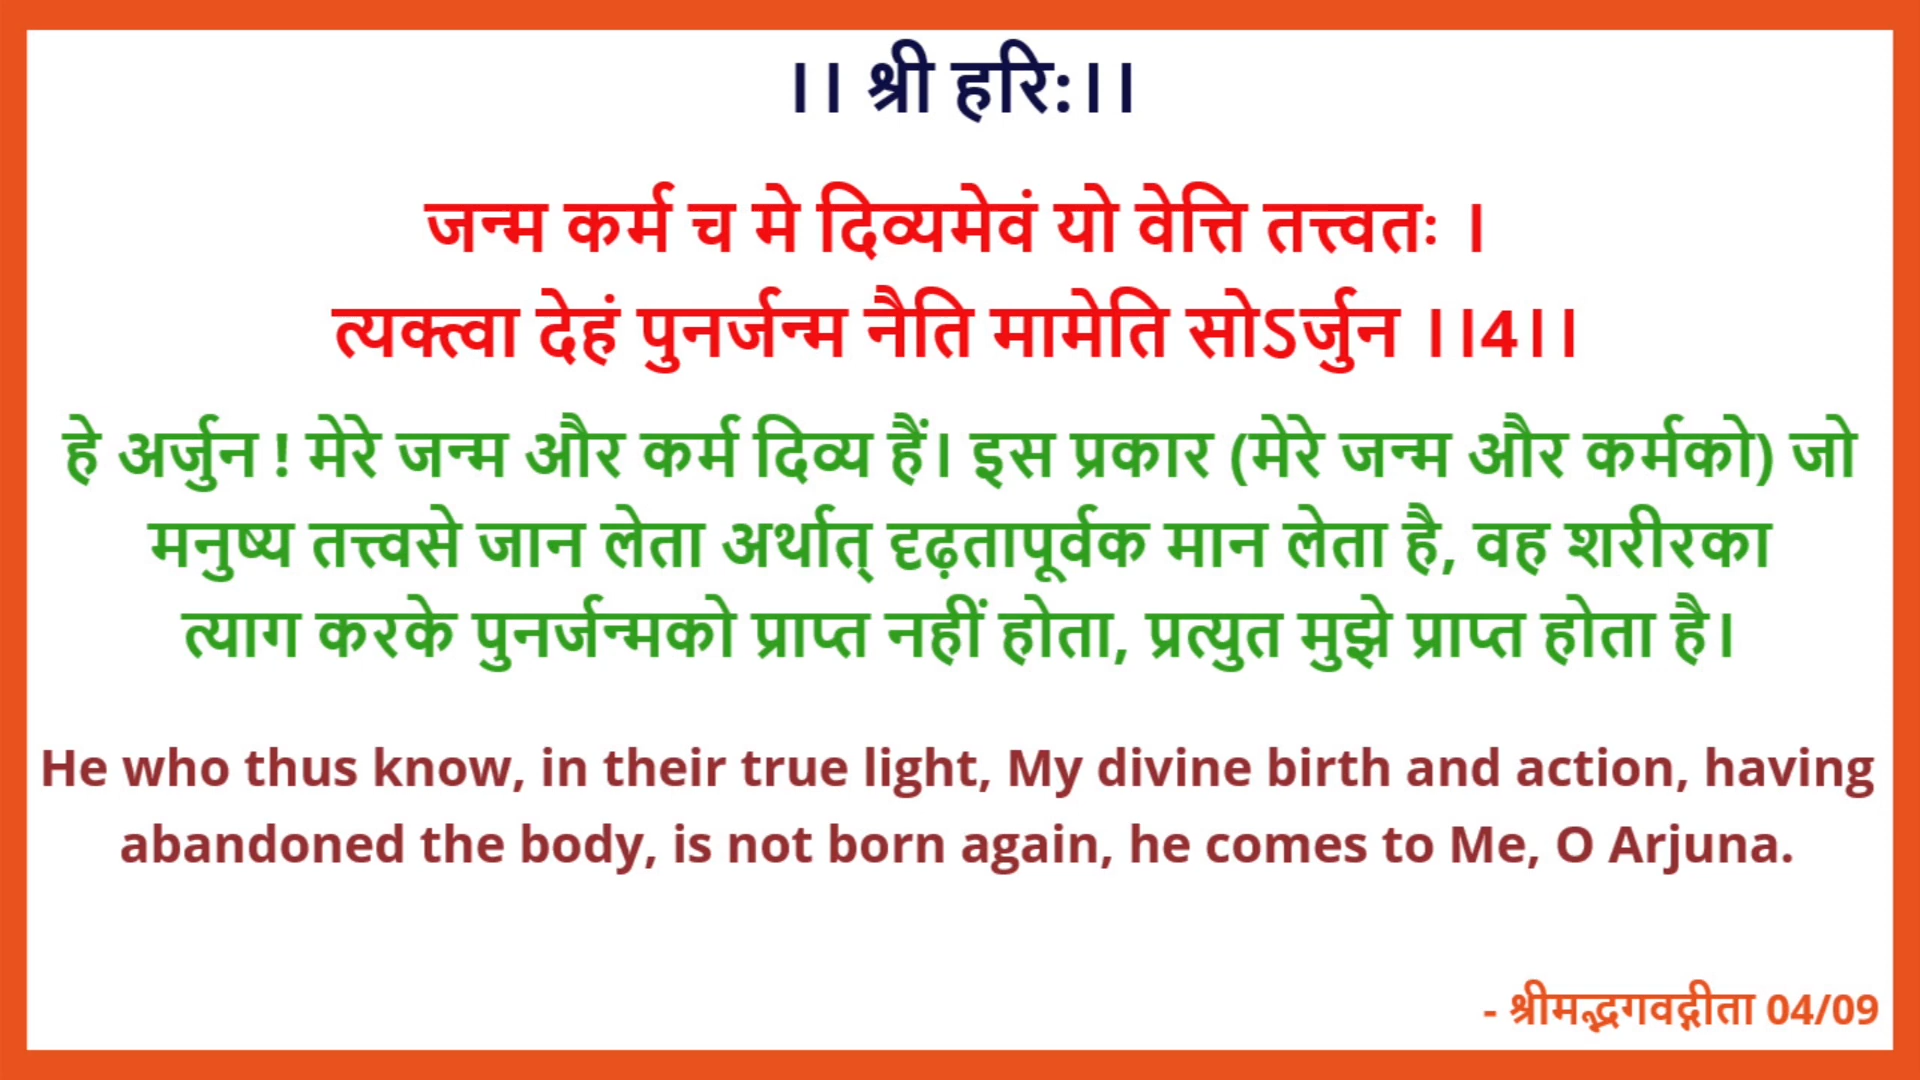 ।। श्री हरि:।।
जन्म कर्म च मे दिव्यमेवं यो वेत्ति तत्त्वतः ।
त्यक्त्वा देहं पुनर्जन्म नैति मामेति सोऽर्जुन ।।4।।
हे अर्जुन ! मेरे जन्म और कर्म दिव्य हैं। इस प्रकार (मेरे जन्म और कर्मको) जो
मनुष्य तत्त्वसे जान लेता अर्थात् दृढ़तापूर्वक मान लेता है, वह शरीरका
त्याग करके पुनर्जन्मको प्राप्त नहीं होता, प्रत्युत मुझे प्राप्त होता है।
He who thus know, in their true light, My divine birth and action, having
abandoned the body, is not born again, he comes to Me, O Arjuna.
- श्रीमद्भगवद्गीता 04/09